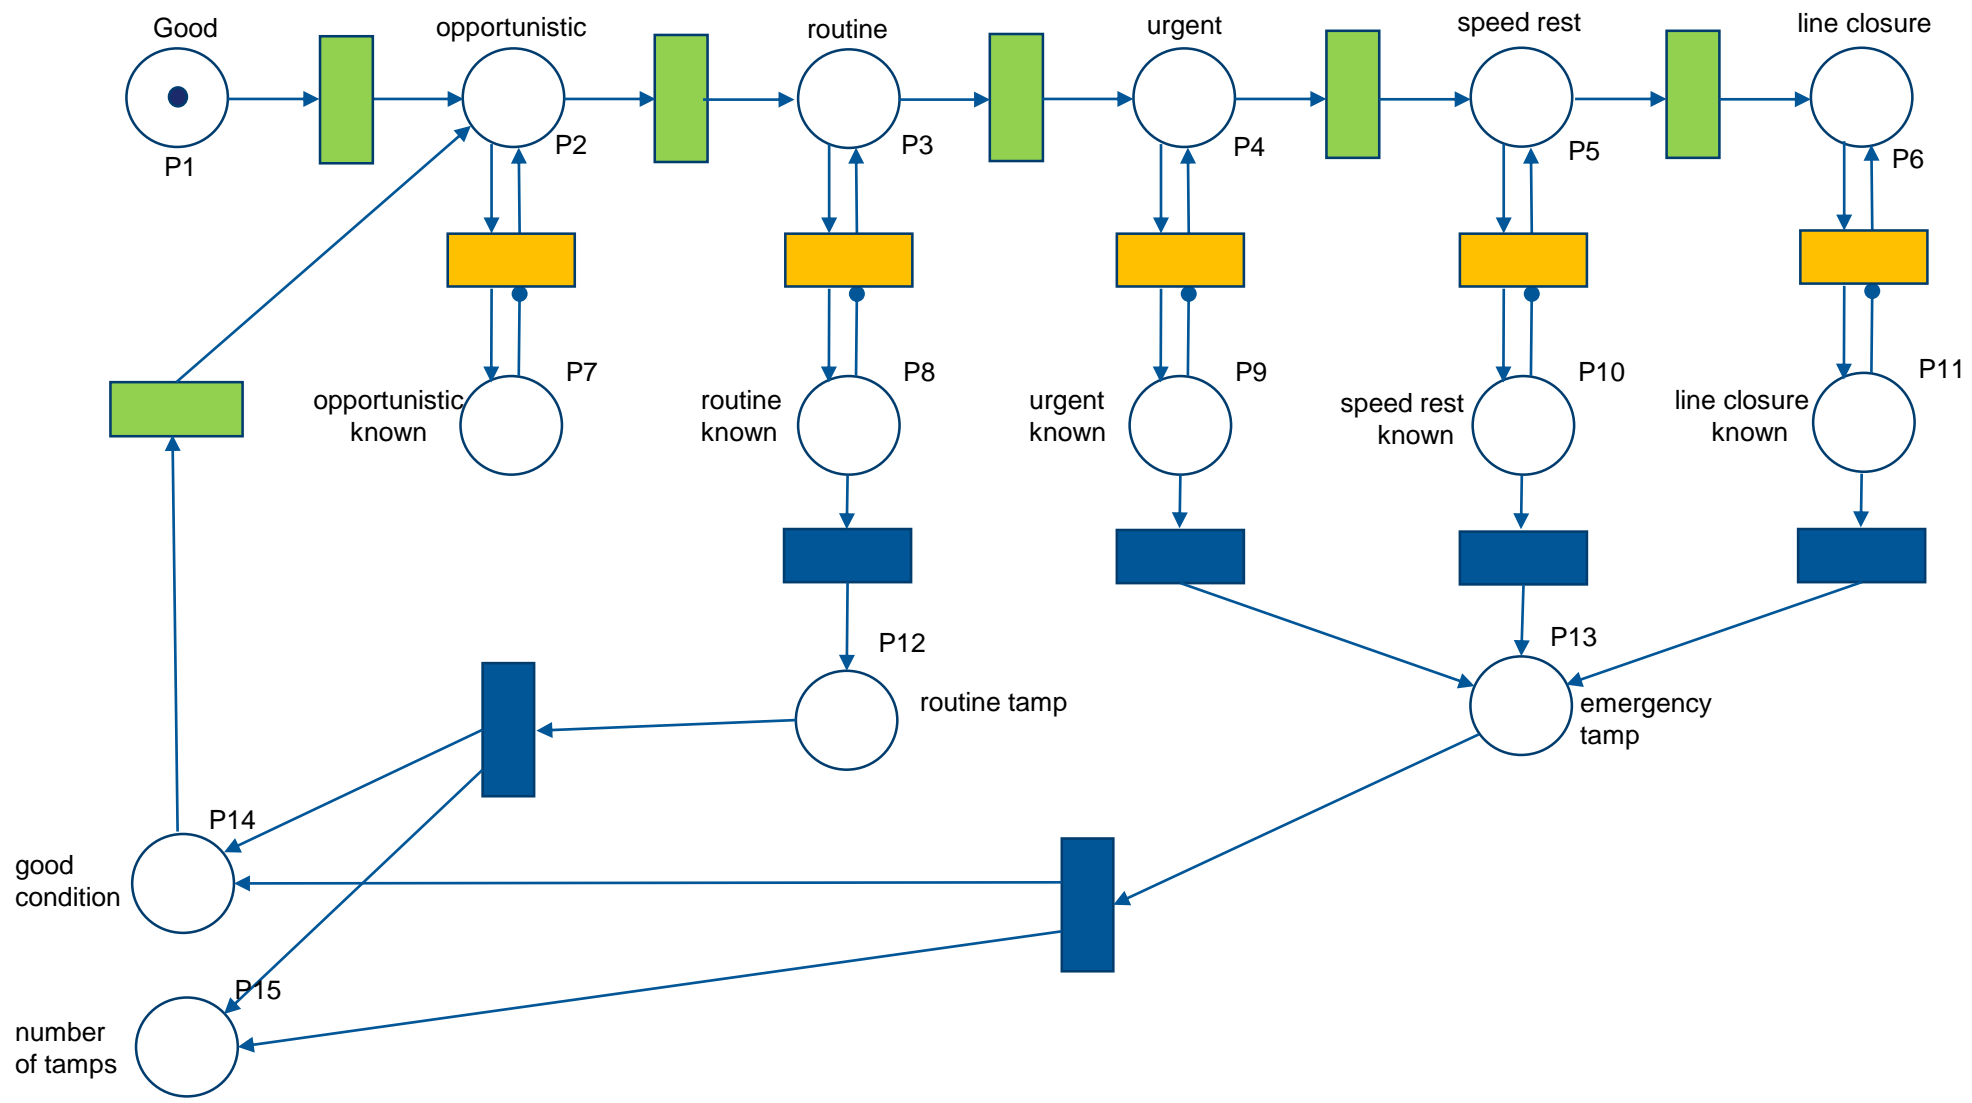 Good
opportunistic
routine
urgent
speed rest
line closure
P1
P2
P3
P4
P5
P6
P7
P8
P9
P10
P11
opportunistic
known
routine
known
urgent
known
speed rest
known
line closure
known
P12
P13
routine tamp
emergency
tamp
P14
good
condition
P15
number
of tamps